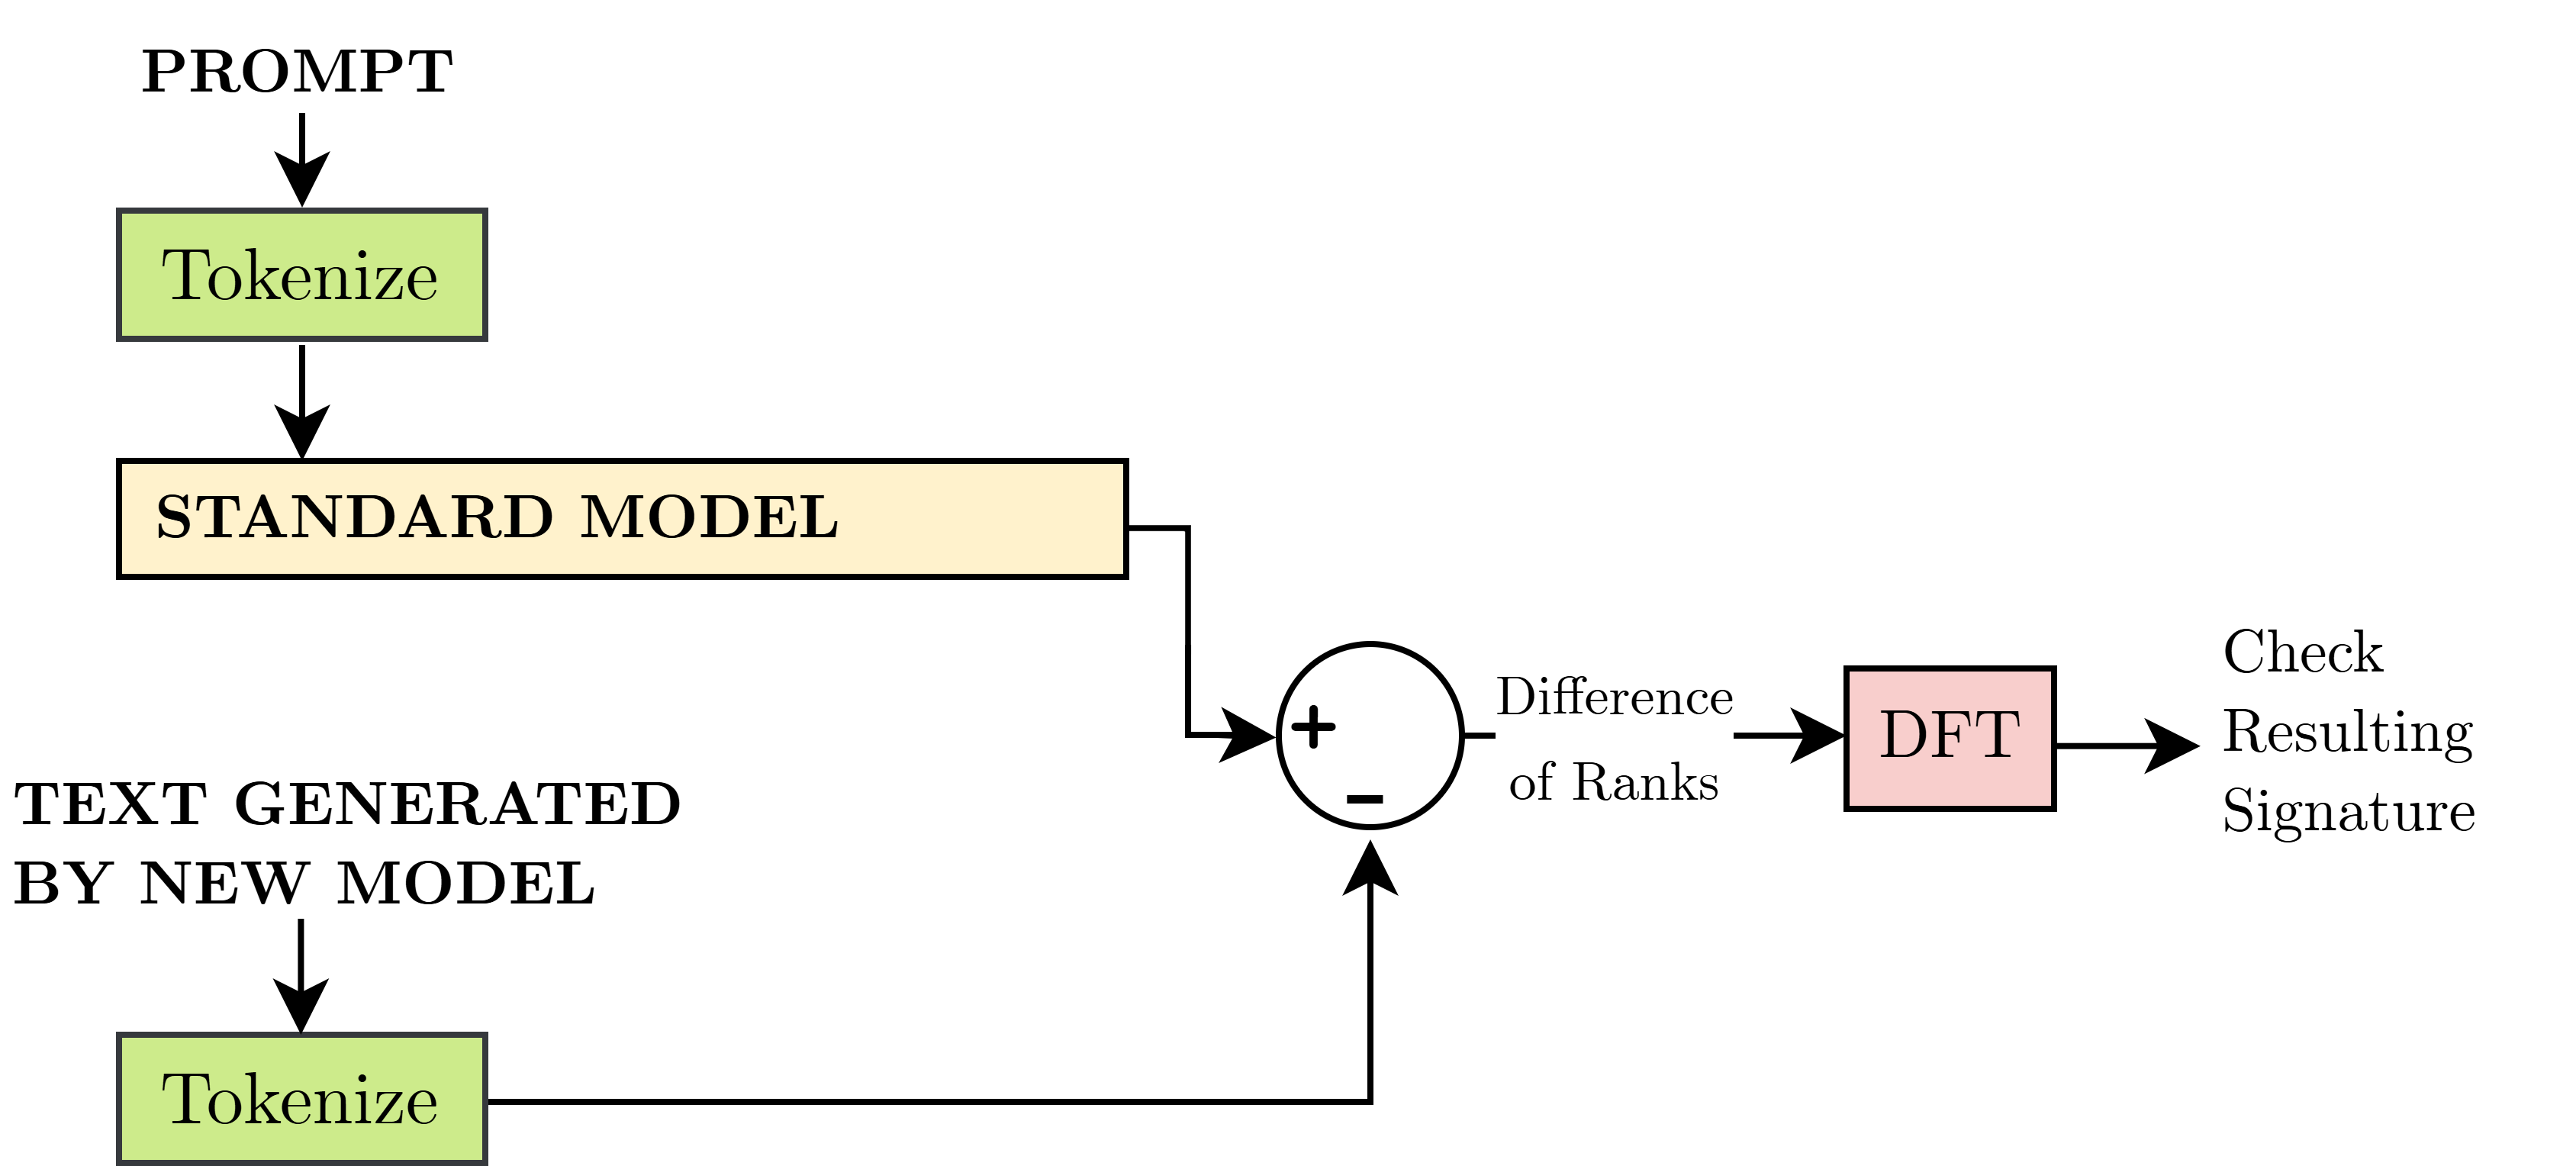 PROMPT
Tokenize
STANDARD MODEL
TEXT GENERATED
BY NEW MODEL
Tokenize
+
−
Difference
of Ranks
DFT
Check
Resulting
Signature